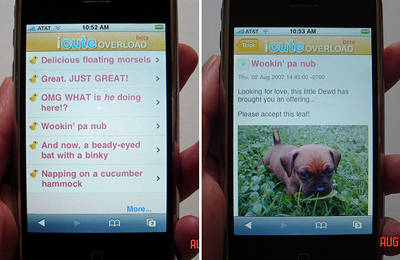 10:52 AM
beta
icute OVERLOAD
Delicious floating morsels
Great. JUST GREAT!
OMG WHAT is he doing
here!?
Wookin' pa nub
And now, a beady-eyed
bat with a binky
Napping on a cucumber
hammock
More...
AUG
10:53 AM
Back
beta
icute OVERLOAD
Wookin' pa nub
Thu, 02 Aug 2007 14:45:00 -0700
Looking for love, this little Dewd has
brought you an offering...
Please accept this leaf!
AUG